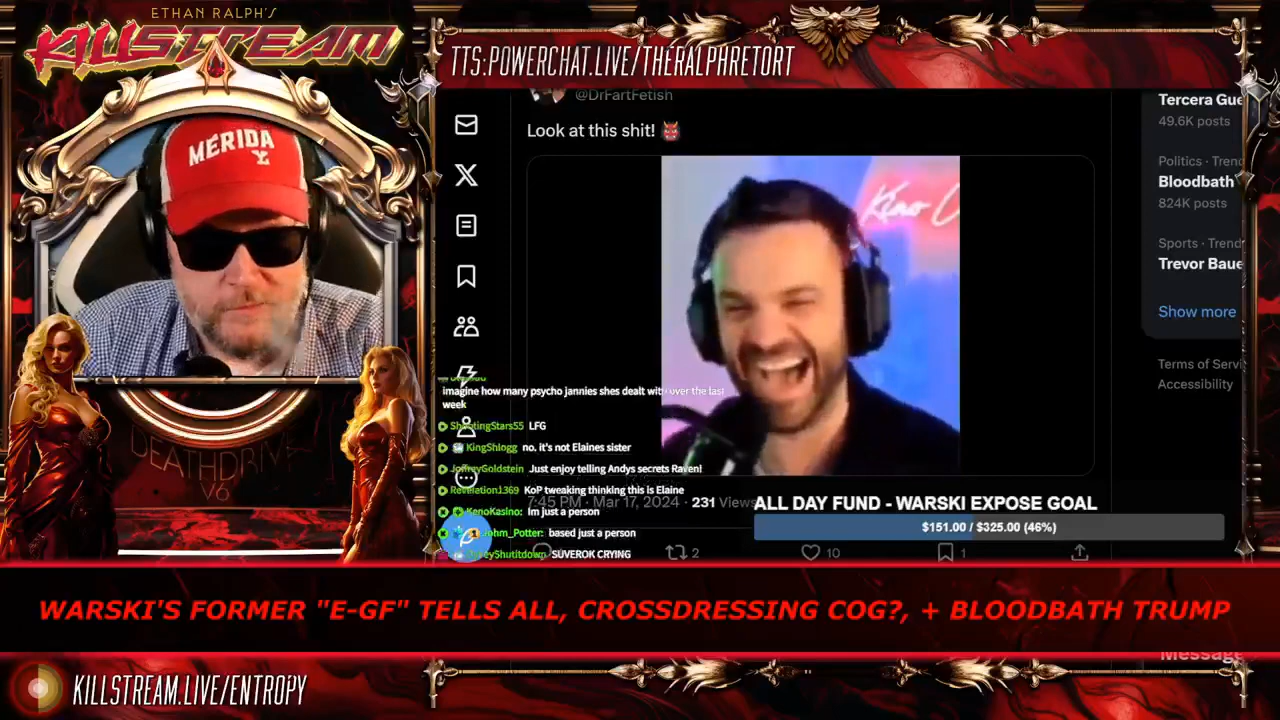 ETHAN RALPH'S
KILLSTREAM
TTS:POWERCHAT.LIVE/THERALPHRETORT
MÉRIDA
Y
@DrFartFetish
Look at this shit! 👹
Tercera Gue
49.6K posts
Politics · Trend
Bloodbath
824K posts
Sports · Trend
Trevor Baue
Show more
Terms of Servi
Accessibility
imagine how many psycho jannies shes dealt with over the last
week
ShootingStars55 LFG
KingShlogg no. it's not Elaines sister
JoffreyGoldstein Just enjoy telling Andys secrets Raven!
Revelation1369 KoP tweaking thinking this is Elaine
KenoKasino: Im just a person
John_Potter: based just a person
SUVEROK CRYING
7:45 PM · Mar 17, 2024 · 231 Views
2
10
1
ALL DAY FUND - WARSKI EXPOSE GOAL
$151.00 / $325.00 (46%)
DEATHDRIV
V6
WARSKI'S FORMER "E-GF" TELLS ALL, CROSSDRESSING COG?, + BLOODBATH TRUMP
Message
KILLSTREAM.LIVE/ENTROPY